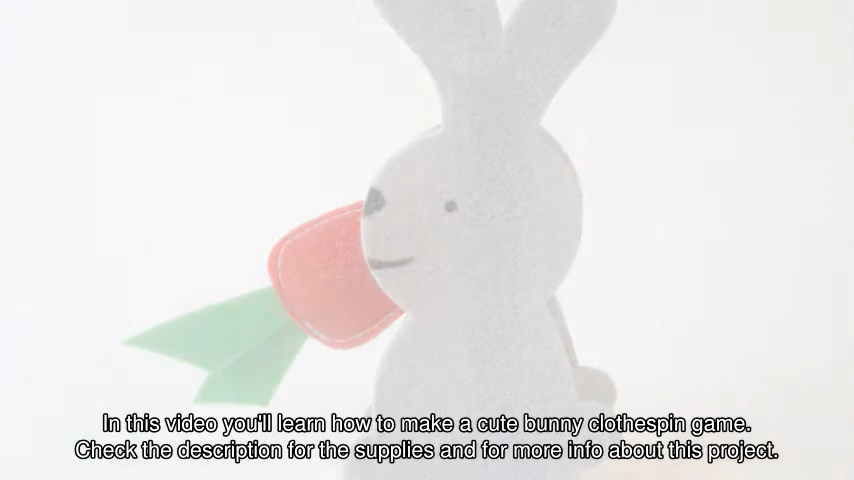 In this video you'll learn how to make a cute bunny clothespin game.
Check the description for the supplies and for more info about this project.